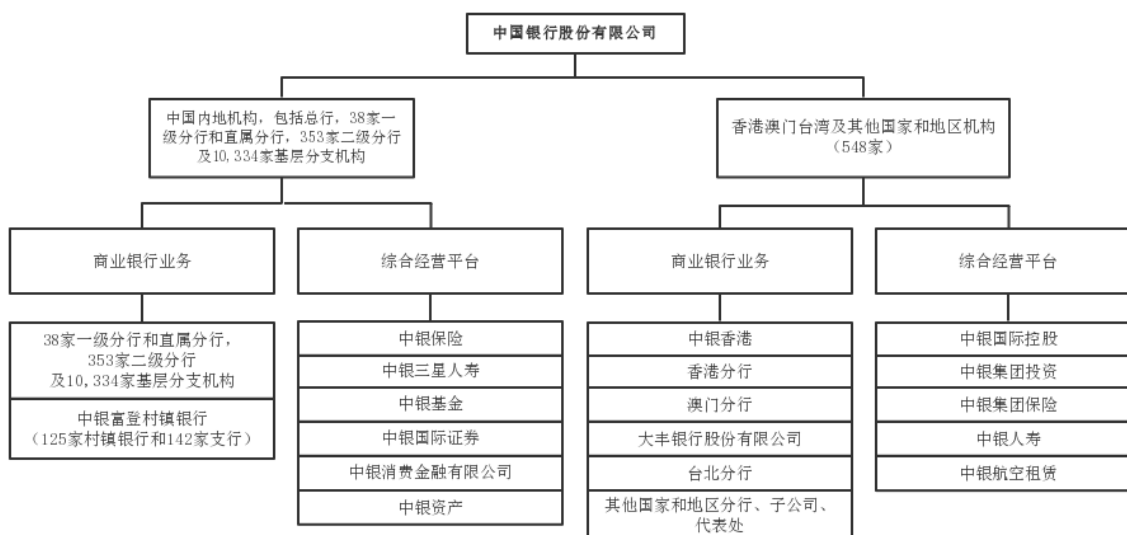 中国银行股份有限公司
中国内地机构，包括总行，38家一
级分行和直属分行，353家二级分行
及10,334家基层分支机构
香港澳门台湾及其他国家和地区机构
（548家）
商业银行业务
综合经营平台
商业银行业务
综合经营平台
38家一级分行和直属分行，
353家二级分行
及10,334家基层分支机构
中银富登村镇银行
（125家村镇银行和142家支行）
中银保险
中银三星人寿
中银基金
中银国际证券
中银消费金融有限公司
中银资产
中银香港
香港分行
澳门分行
大丰银行股份有限公司
台北分行
其他国家和地区分行、子公司、
代表处
中银国际控股
中银集团投资
中银集团保险
中银人寿
中银航空租赁